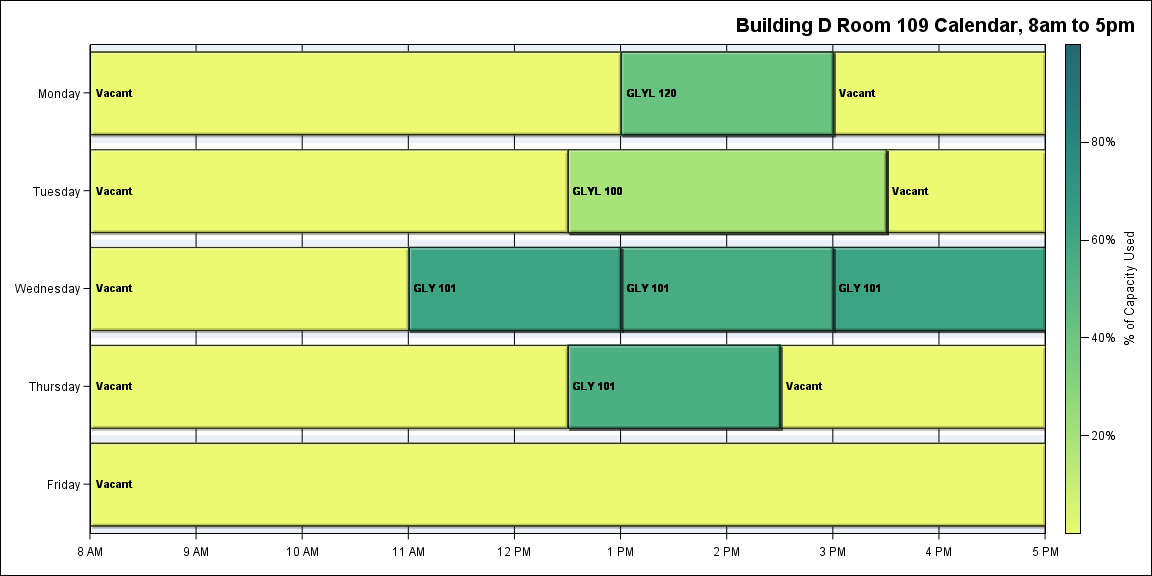 Building D Room 109 Calendar, 8am to 5pm
Monday
Vacant
GLYL 120
Vacant
Tuesday
Vacant
GLYL 100
Vacant
Wednesday
Vacant
GLY 101
GLY 101
GLY 101
Thursday
Vacant
GLY 101
Vacant
Friday
Vacant
8 AM
9 AM
10 AM
11 AM
12 PM
1 PM
2 PM
3 PM
4 PM
5 PM
80%
60%
40%
20%
% of Capacity Used